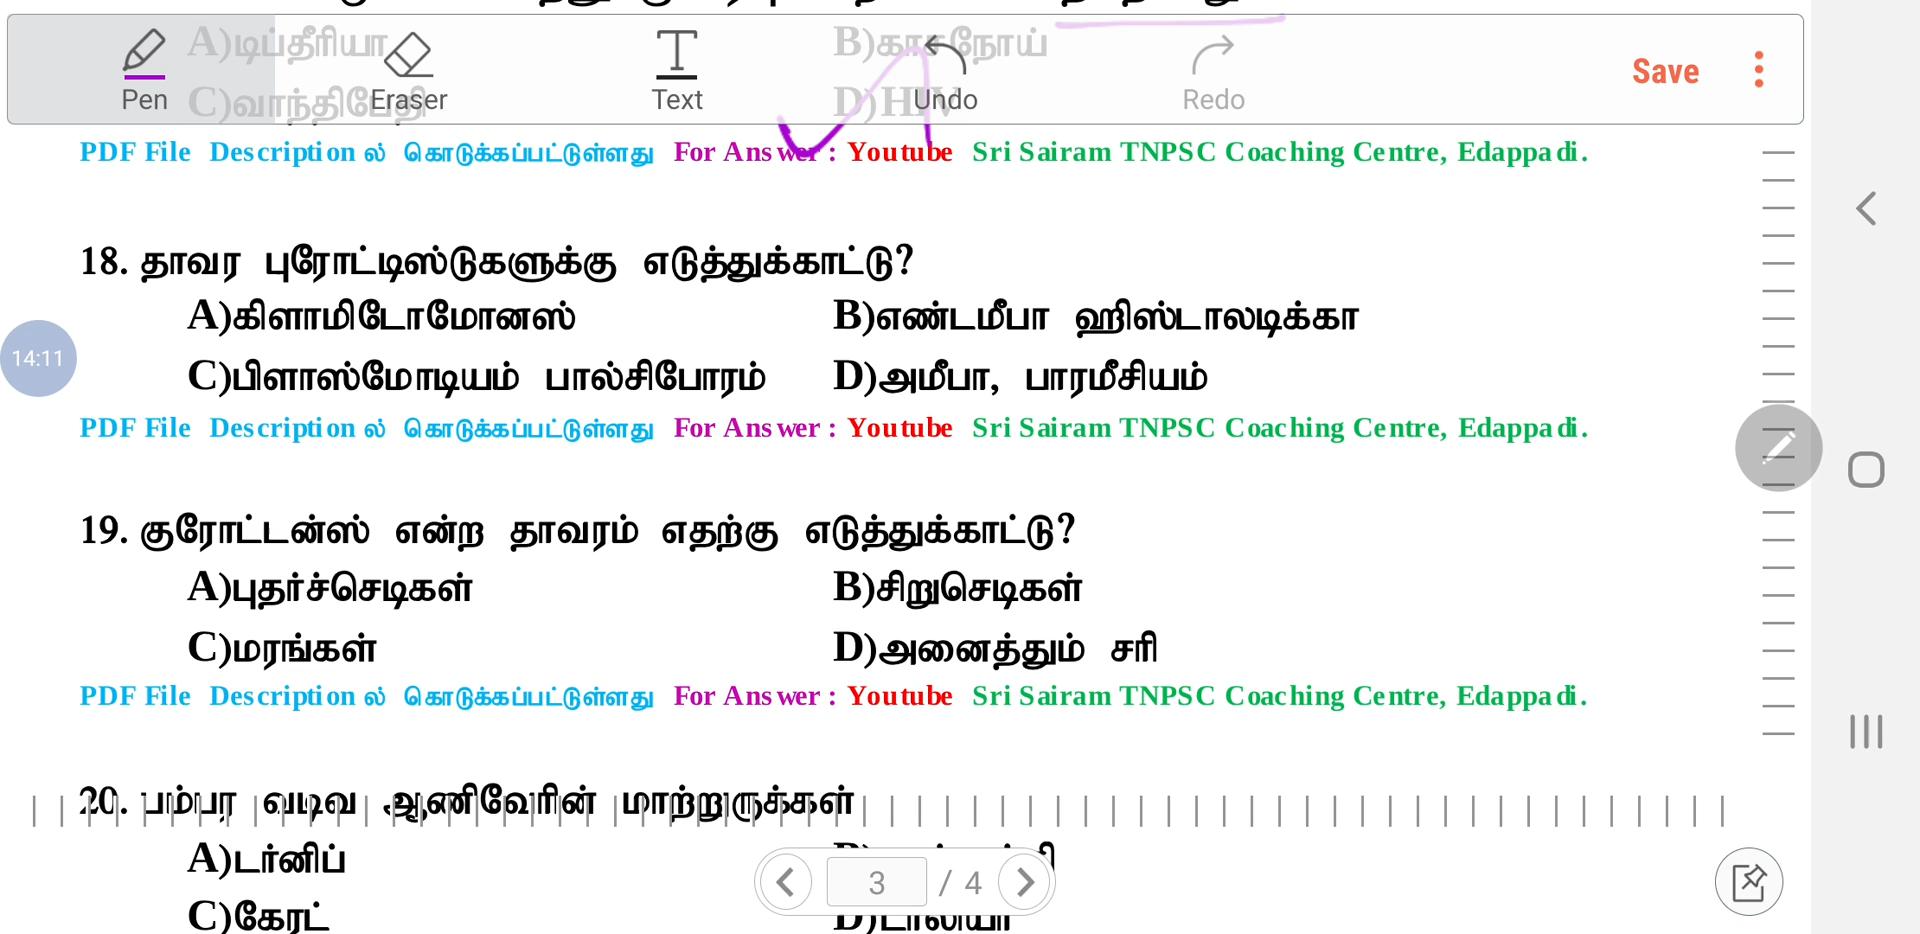 A)டிப்தீரியா B)காசநோய்
Pen Eraser Text Undo Redo Save
C)வாந்திபேதி D)HIV
PDF File Description ல் கொடுக்கப்பட்டுள்ளது For Answer : Youtube Sri Sairam TNPSC Coaching Centre, Edappadi.
18. தாவர புரோட்டிஸ்டுகளுக்கு எடுத்துக்காட்டு?
A)கிளாமிடோமோனஸ் B)எண்டமீபா ஹிஸ்டாலடிக்கா
14:11
C)பிளாஸ்மோடியம் பால்சிபோரம் D)அமீபா, பாரமீசியம்
PDF File Description ல் கொடுக்கப்பட்டுள்ளது For Answer : Youtube Sri Sairam TNPSC Coaching Centre, Edappadi.
19. குரோட்டன்ஸ் என்ற தாவரம் எதற்கு எடுத்துக்காட்டு?
A)புதர்ச்செடிகள் B)சிறுசெடிகள்
C)மரங்கள் D)அனைத்தும் சரி
PDF File Description ல் கொடுக்கப்பட்டுள்ளது For Answer : Youtube Sri Sairam TNPSC Coaching Centre, Edappadi.
20. பம்பர வடிவ ஆணிவேரின் மாற்றுருக்கள்
A)டர்னிப்
3 / 4
C)கேரட் D)டாலியா